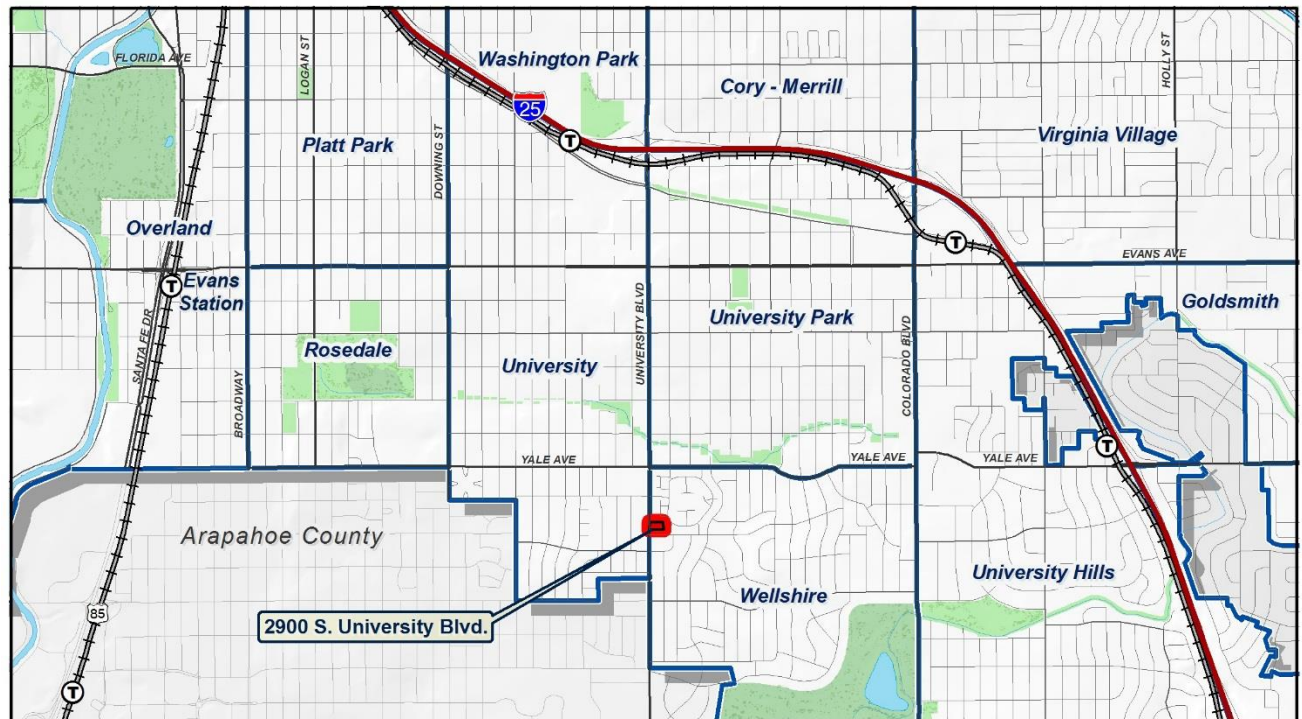 FLORIDA AVE
LOGAN ST
Washington Park
HOLLY ST
Cory - Merrill
25
Platt Park
DOWNING ST
T
Virginia Village
Overland
T
EVANS AVE
T
Evans
Station
SANTA FE DR
BROADWAY
Rosedale
University
UNIVERSITY BLVD
University Park
COLORADO BLVD
Goldsmith
T
YALE AVE
YALE AVE
YALE AVE
Arapahoe County
University Hills
Wellshire
85
2900 S. University Blvd.
T